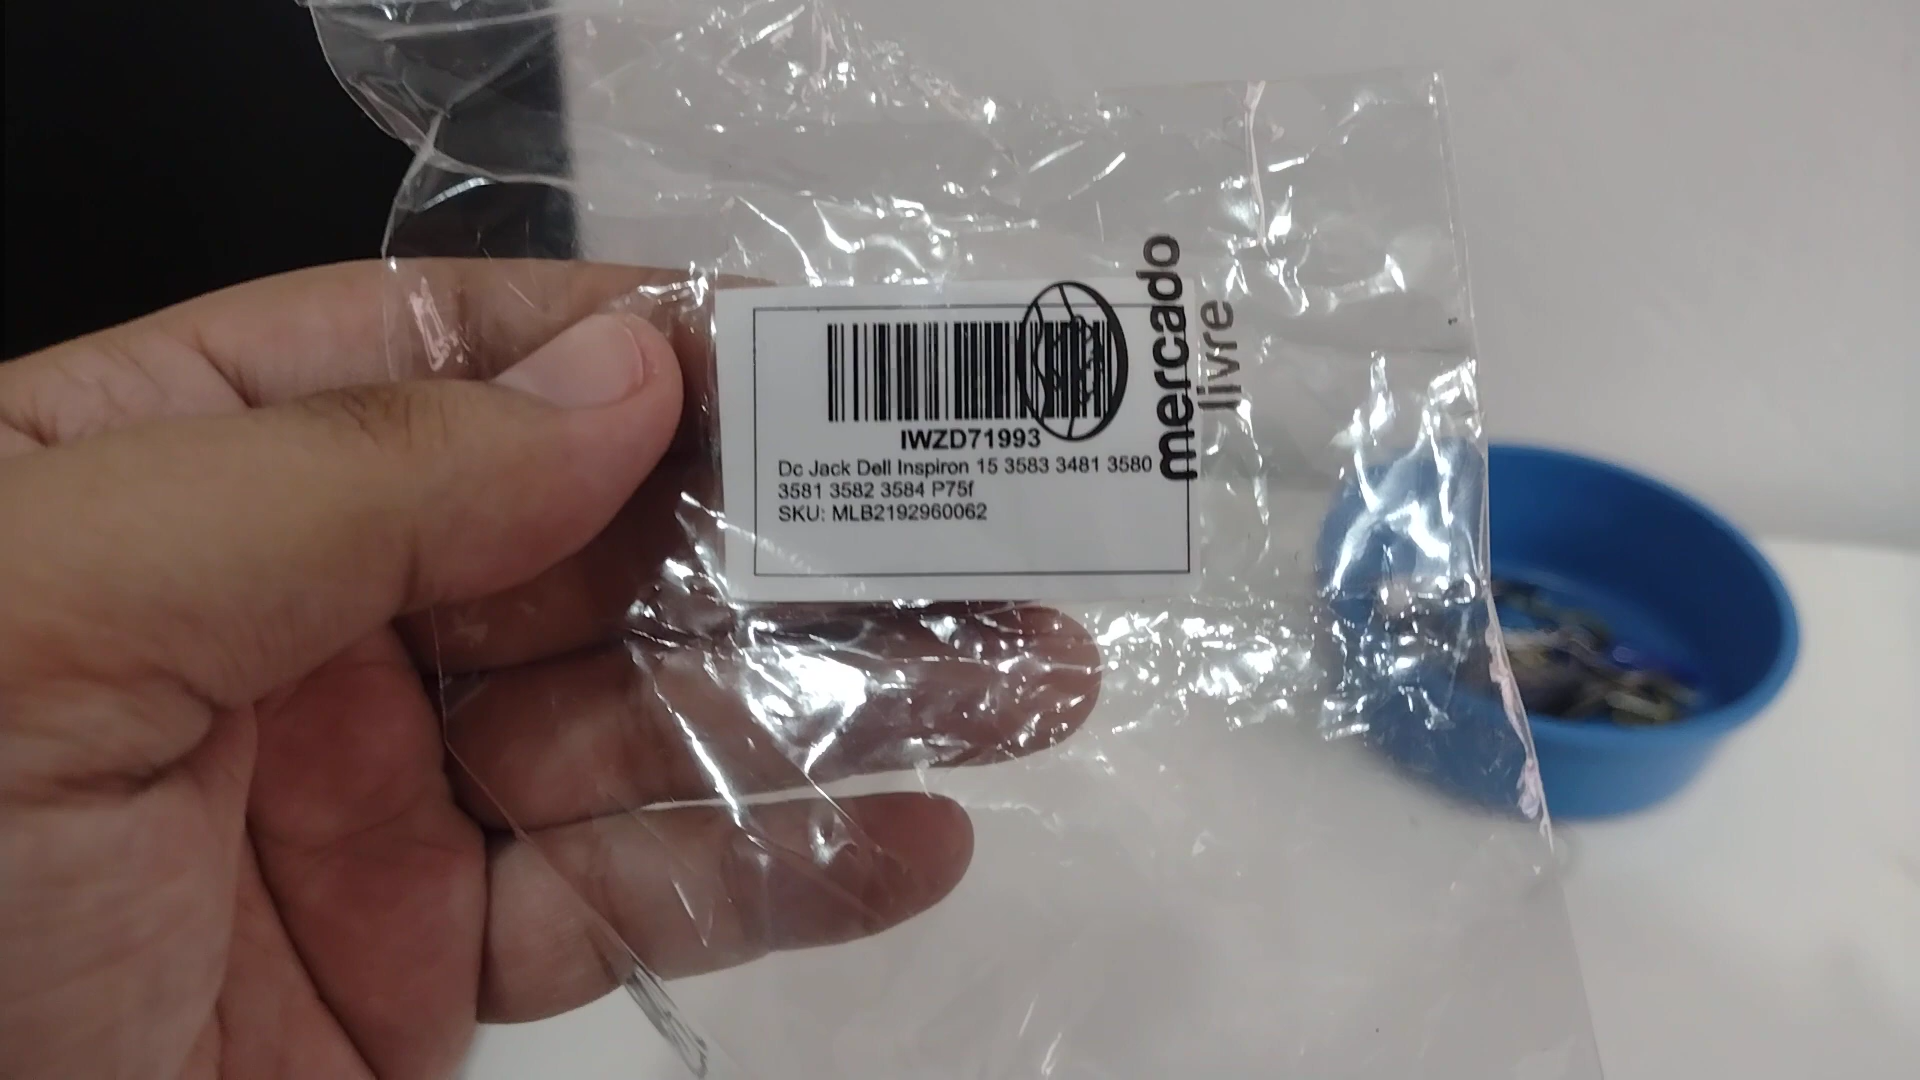 IWZD71993
Dc Jack Dell Inspiron 15 3583 3481 3580
3581 3582 3584 P75f
SKU: MLB2192960062
mercado
livre